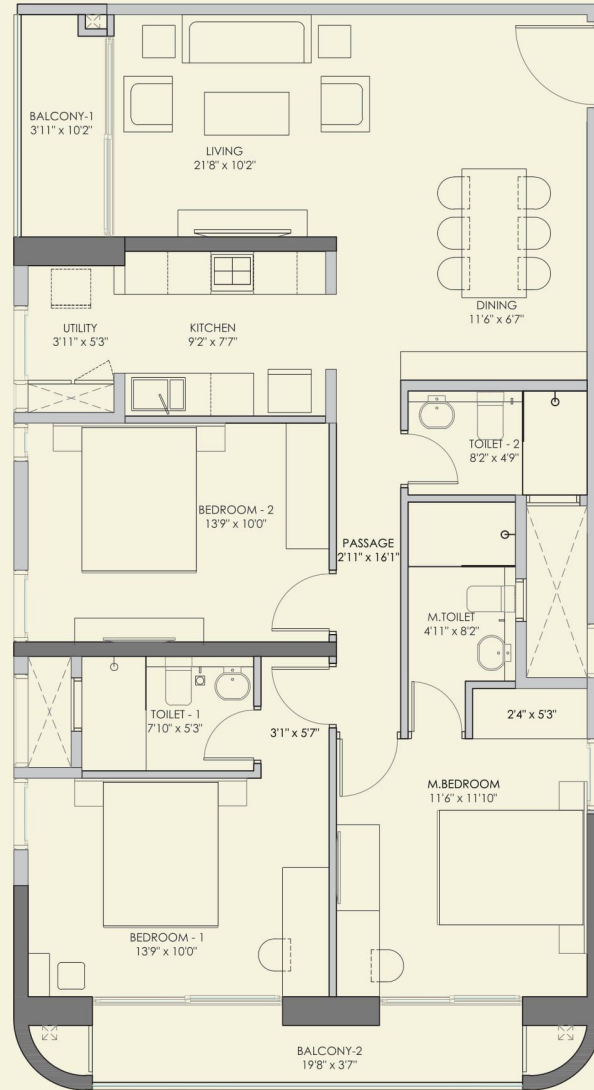 BALCONY-1
3'11" x 10'2"
LIVING
21'8" x 10'2"
DINING
11'6" x 6'7"
UTILITY
3'11" x 5'3"
KITCHEN
9'2" x 7'7"
TOILET - 2
8'2" x 4'9"
BEDROOM - 2
13'9" x 10'0"
PASSAGE
2'11" x 16'1"
M.TOILET
4'11" x 8'2"
TOILET - 1
7'10" x 5'3"
3'1" x 5'7"
2'4" x 5'3"
M.BEDROOM
11'6" x 11'10"
BEDROOM - 1
13'9" x 10'0"
BALCONY-2
19'8" x 3'7"